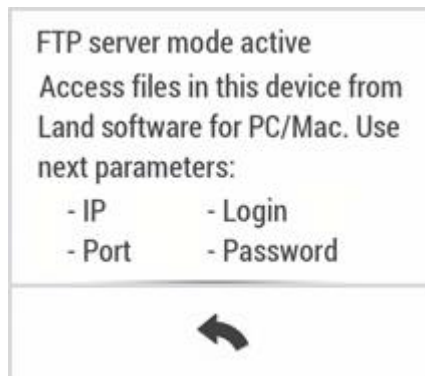 FTP server mode active
Access files in this device from
Land software for PC/Mac. Use
next parameters:
- IP - Login
- Port - Password